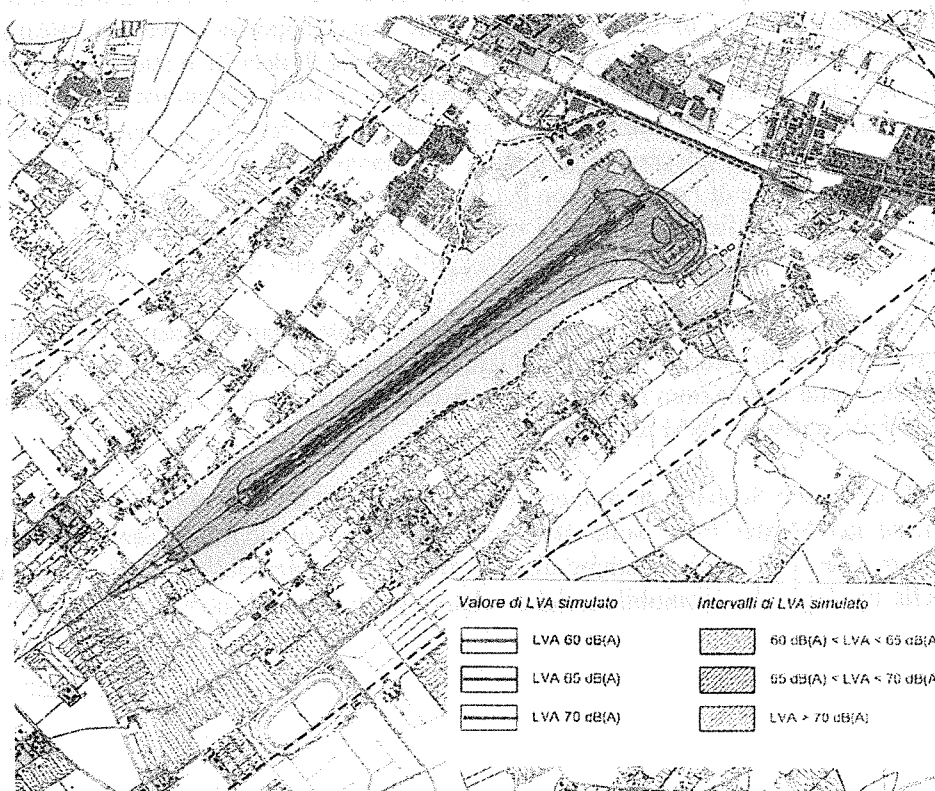 Valore di LVA simulato
LVA 60 dB(A)
LVA 65 dB(A)
LVA 70 dB(A)
Intervalli di LVA simulato
60 dB(A) < LVA < 65 dB(A)
65 dB(A) < LVA < 70 dB(A)
LVA > 70 dB(A)